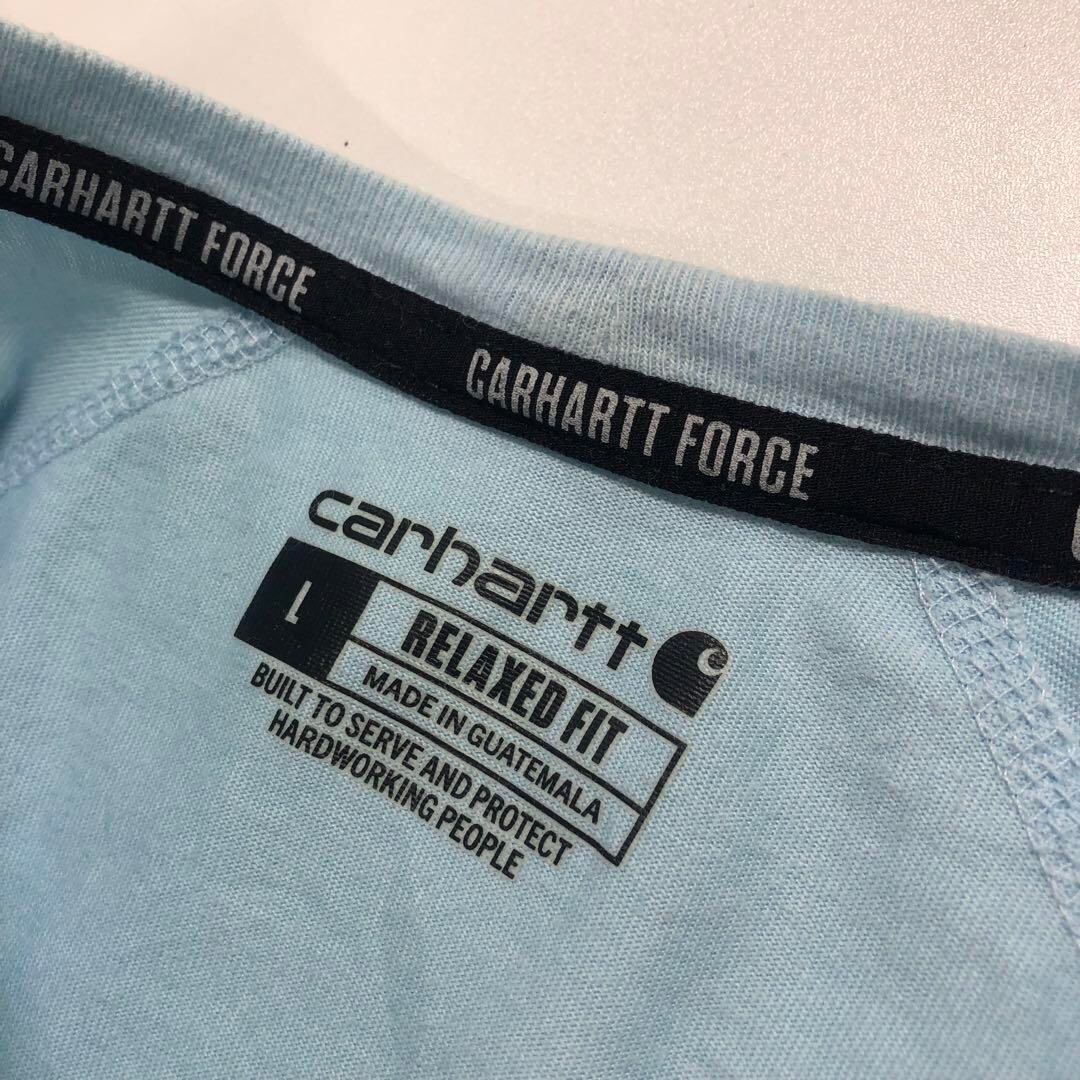 CARHARTT FORCE
CARHARTT FORCE
carhartt
L
RELAXED FIT
MADE IN GUATEMALA
BUILT TO SERVE AND PROTECT
HARDWORKING PEOPLE